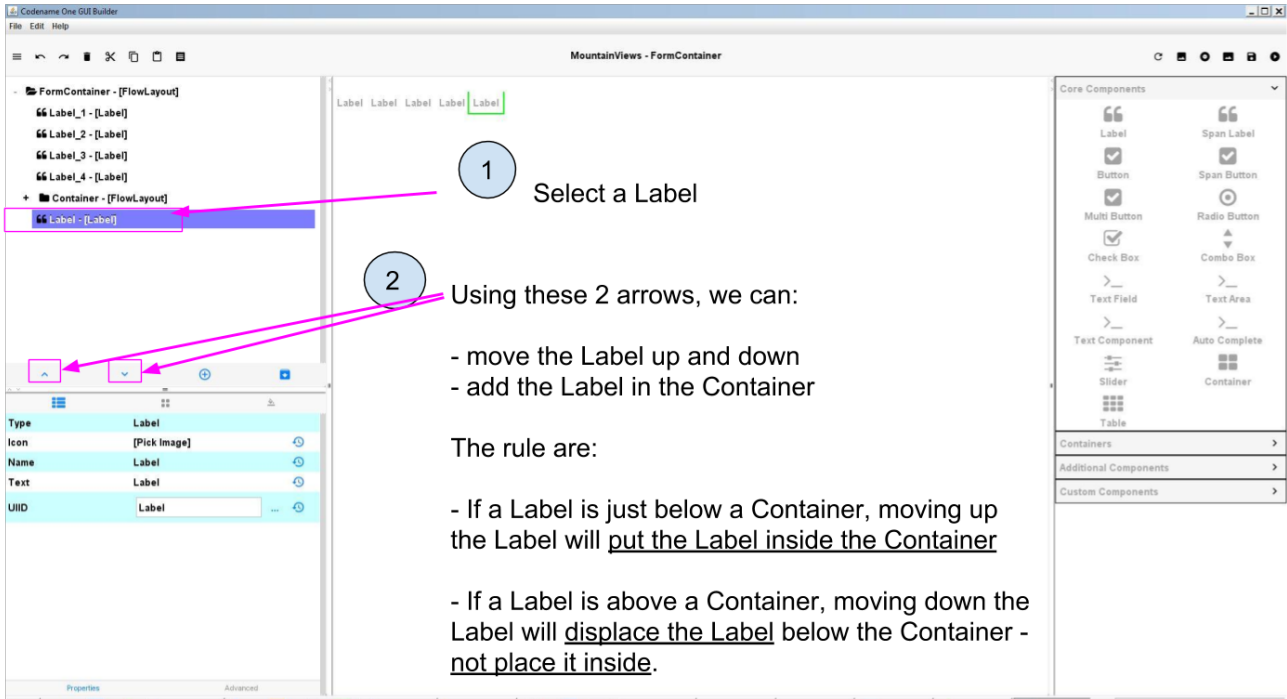 Codename One GUI Builder
File Edit Help
MountainViews - FormContainer
- FormContainer - [FlowLayout]
Label_1 - [Label]
Label_2 - [Label]
Label_3 - [Label]
Label_4 - [Label]
+ Container - [FlowLayout]
Label - [Label]
Type Label
Icon [Pick Image]
Name Label
Text Label
UIID Label ...
Properties Advanced
Label Label Label Label Label
1
Select a Label
2
Using these 2 arrows, we can:
- move the Label up and down
- add the Label in the Container
The rule are:
- If a Label is just below a Container, moving up
the Label will put the Label inside the Container
- If a Label is above a Container, moving down the
Label will displace the Label below the Container -
not place it inside.
Core Components
Label Span Label
Button Span Button
Multi Button Radio Button
Check Box Combo Box
Text Field Text Area
Text Component Auto Complete
Slider Container
Table
Containers
Additional Components
Custom Components